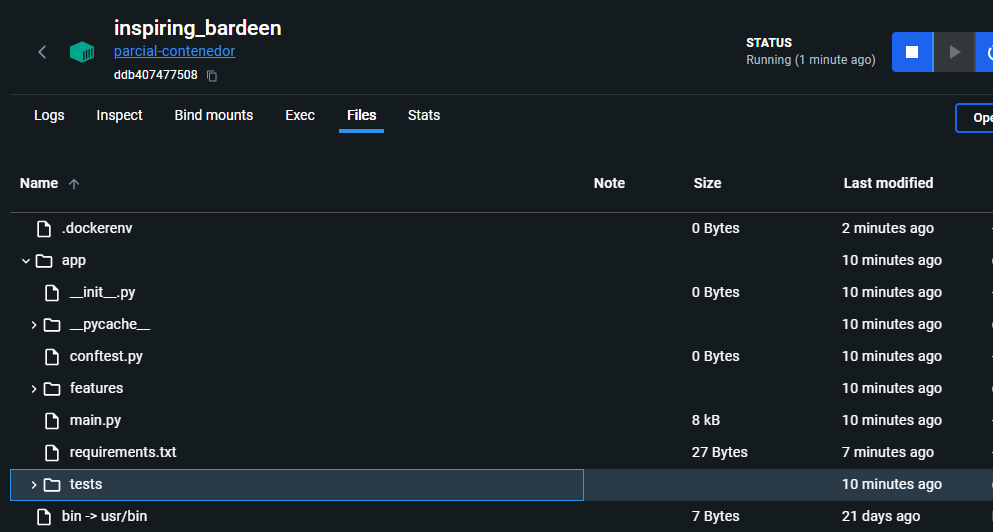 inspiring_bardeen
parcial-contenedor
ddb407477508
STATUS
Running (1 minute ago)
Logs Inspect Bind mounts Exec Files Stats
Name Note Size Last modified
.dockerenv 0 Bytes 2 minutes ago
app 10 minutes ago
__init__.py 0 Bytes 10 minutes ago
__pycache__ 10 minutes ago
conftest.py 0 Bytes 10 minutes ago
features 10 minutes ago
main.py 8 kB 10 minutes ago
requirements.txt 27 Bytes 7 minutes ago
tests 10 minutes ago
bin -> usr/bin 7 Bytes 21 days ago